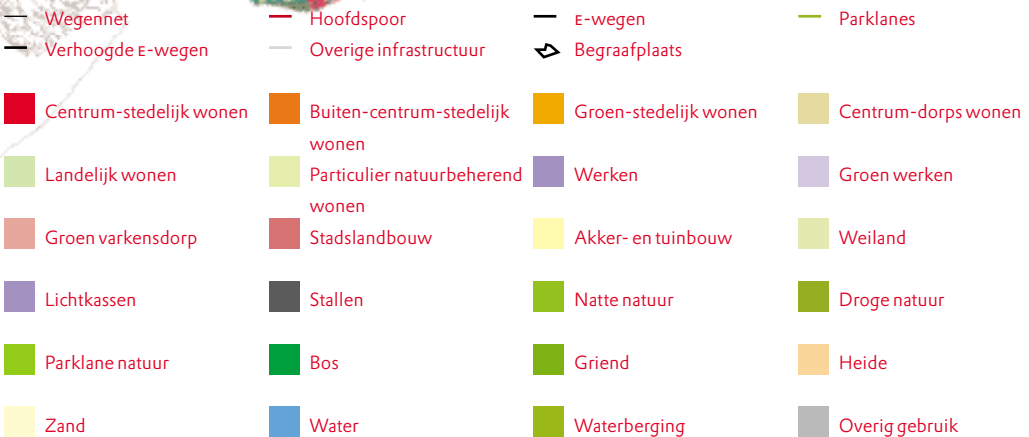 Wegennet
Hoofdspoor
E-wegen
Parklanes
Verhoogde E-wegen
Overige infrastructuur
Begraafplaats
Centrum-stedelijk wonen
Buiten-centrum-stedelijk
wonen
Groen-stedelijk wonen
Centrum-dorps wonen
Landelijk wonen
Particulier natuurbeherend
wonen
Werken
Groen werken
Groen varkensdorp
Stadslandbouw
Akker- en tuinbouw
Weiland
Lichtkassen
Stallen
Natte natuur
Droge natuur
Parklane natuur
Bos
Griend
Heide
Zand
Water
Waterberging
Overig gebruik